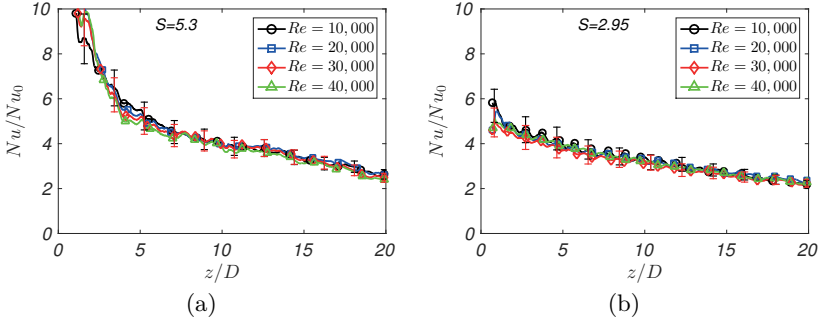 S=5.3
Re = 10,000
Re = 20,000
Re = 30,000
Re = 40,000
10
8
6
4
2
0
Nu/Nu0
0 5 10 15 20
z/D
(a)
S=2.95
Re = 10,000
Re = 20,000
Re = 30,000
Re = 40,000
10
8
6
4
2
0
Nu/Nu0
0 5 10 15 20
z/D
(b)